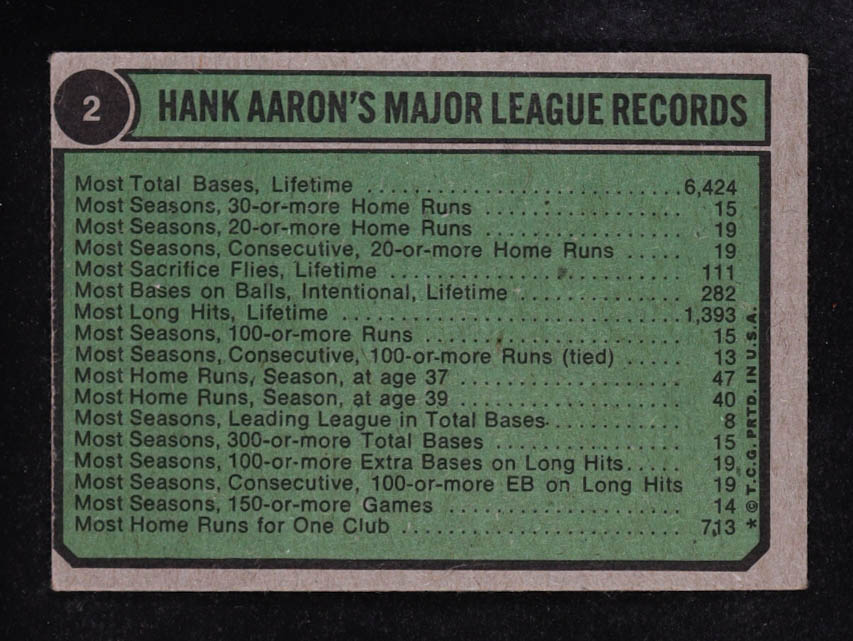 2
HANK AARON'S MAJOR LEAGUE RECORDS
Most Total Bases, Lifetime ............................ 6,424
Most Seasons, 30-or-more Home Runs .................. 15
Most Seasons, 20-or-more Home Runs .................. 19
Most Seasons, Consecutive, 20-or-more Home Runs ..... 19
Most Sacrifice Flies, Lifetime ........................ 111
Most Bases on Balls, Intentional, Lifetime .............. 282
Most Long Hits, Lifetime ............................. 1,393
Most Seasons, 100-or-more Runs ....................... 15
Most Seasons, Consecutive, 100-or-more Runs (tied) ..... 13
Most Home Runs, Season, at age 37 .................... 47
Most Home Runs, Season, at age 39 .................... 40
Most Seasons, Leading League in Total Bases ............ 8
Most Seasons, 300-or-more Total Bases ................. 15
Most Seasons, 100-or-more Extra Bases on Long Hits ..... 19
Most Seasons, Consecutive, 100-or-more EB on Long Hits 19
Most Seasons, 150-or-more Games ...................... 14
Most Home Runs for One Club ......................... 713
* © T.C.G. PRTD. IN U.S.A.